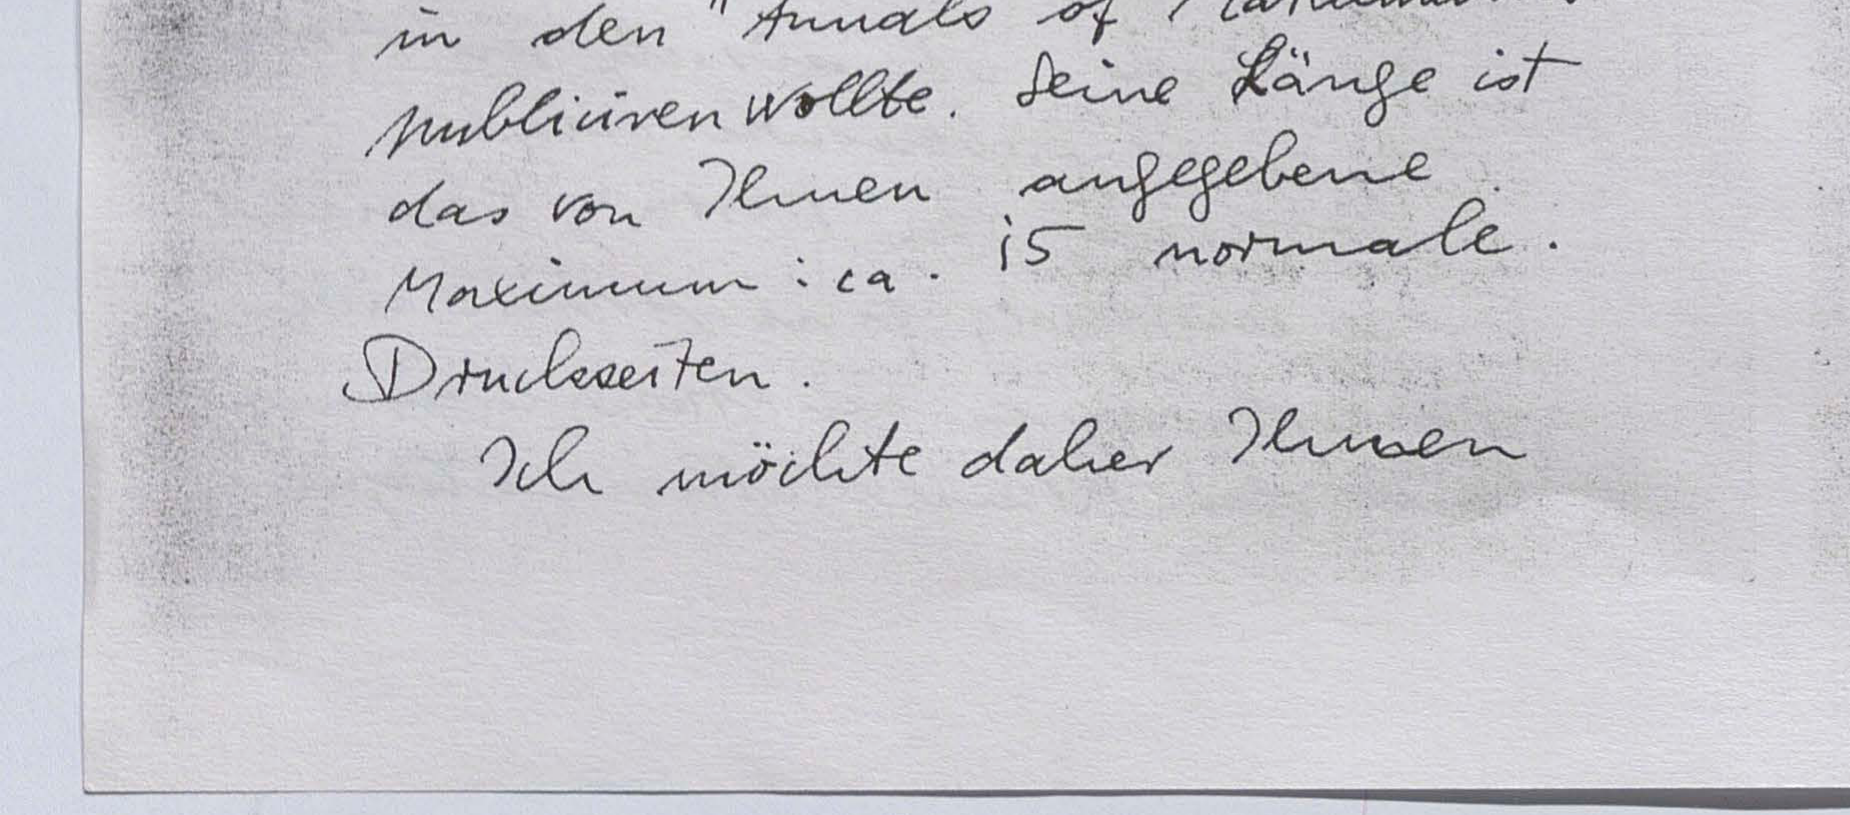 in den "Annals of
publiciren wollte. Seine Länge ist
das von Ihnen angegebene
Maximum: ca. 15 normale
Druckseiten.
Ich möchte daher Ihnen